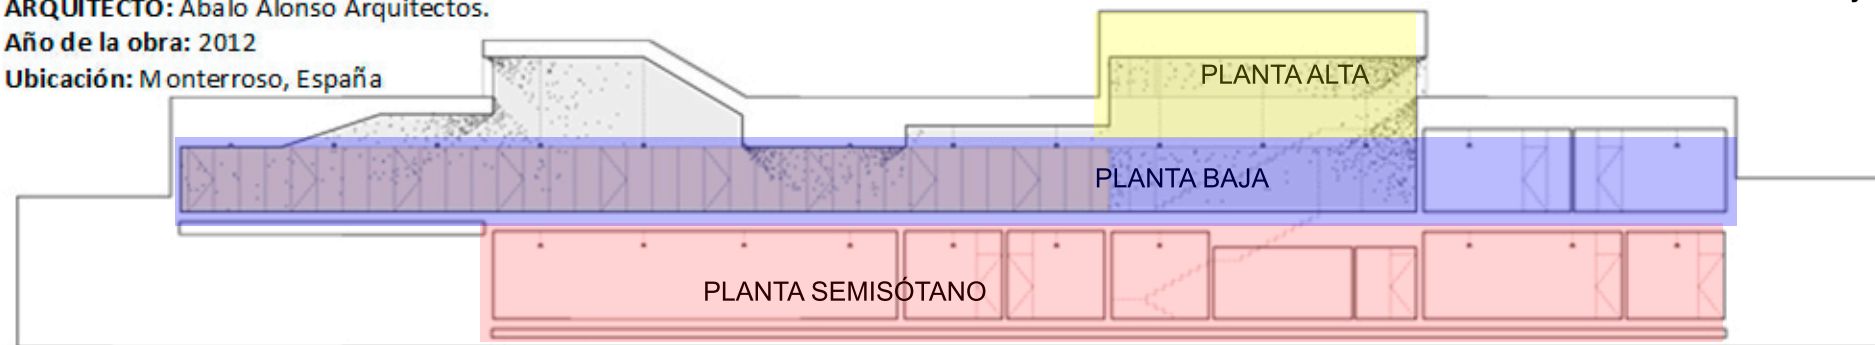 ARQUITECTO: Abalo Alonso Arquitectos.
Año de la obra: 2012
Ubicación: Monterroso, España
PLANTA ALTA
PLANTA BAJA
PLANTA SEMISÓTANO